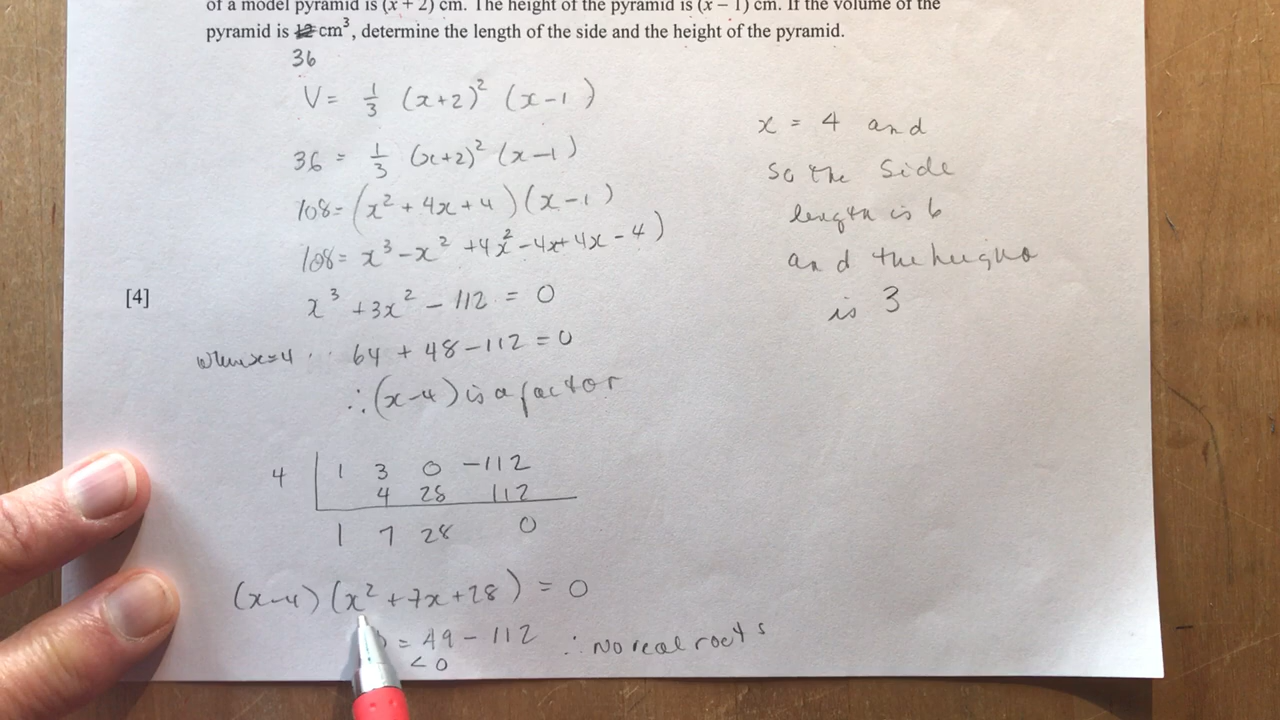 of a model pyramid is (x + 2) cm. The height of the pyramid is (x − 1) cm. If the volume of the
pyramid is 12 cm³, determine the length of the side and the height of the pyramid.
36
V = 1/3 (x+2)² (x−1)
36 = 1/3 (x+2)² (x−1)
108 = (x² + 4x + 4)(x − 1)
108 = x³ − x² + 4x² − 4x + 4x − 4)
[4]
x³ + 3x² − 112 = 0
when x=4 .. 64 + 48 − 112 = 0
∴ (x−4) is a factor
4 | 1 3 0 −112
4 28 112
1 7 28 0
(x−4)(x² + 7x + 28) = 0
= 49 − 112 ∴ No real roots
< 0
x = 4 and
so the side
length is 6
and the height
is 3